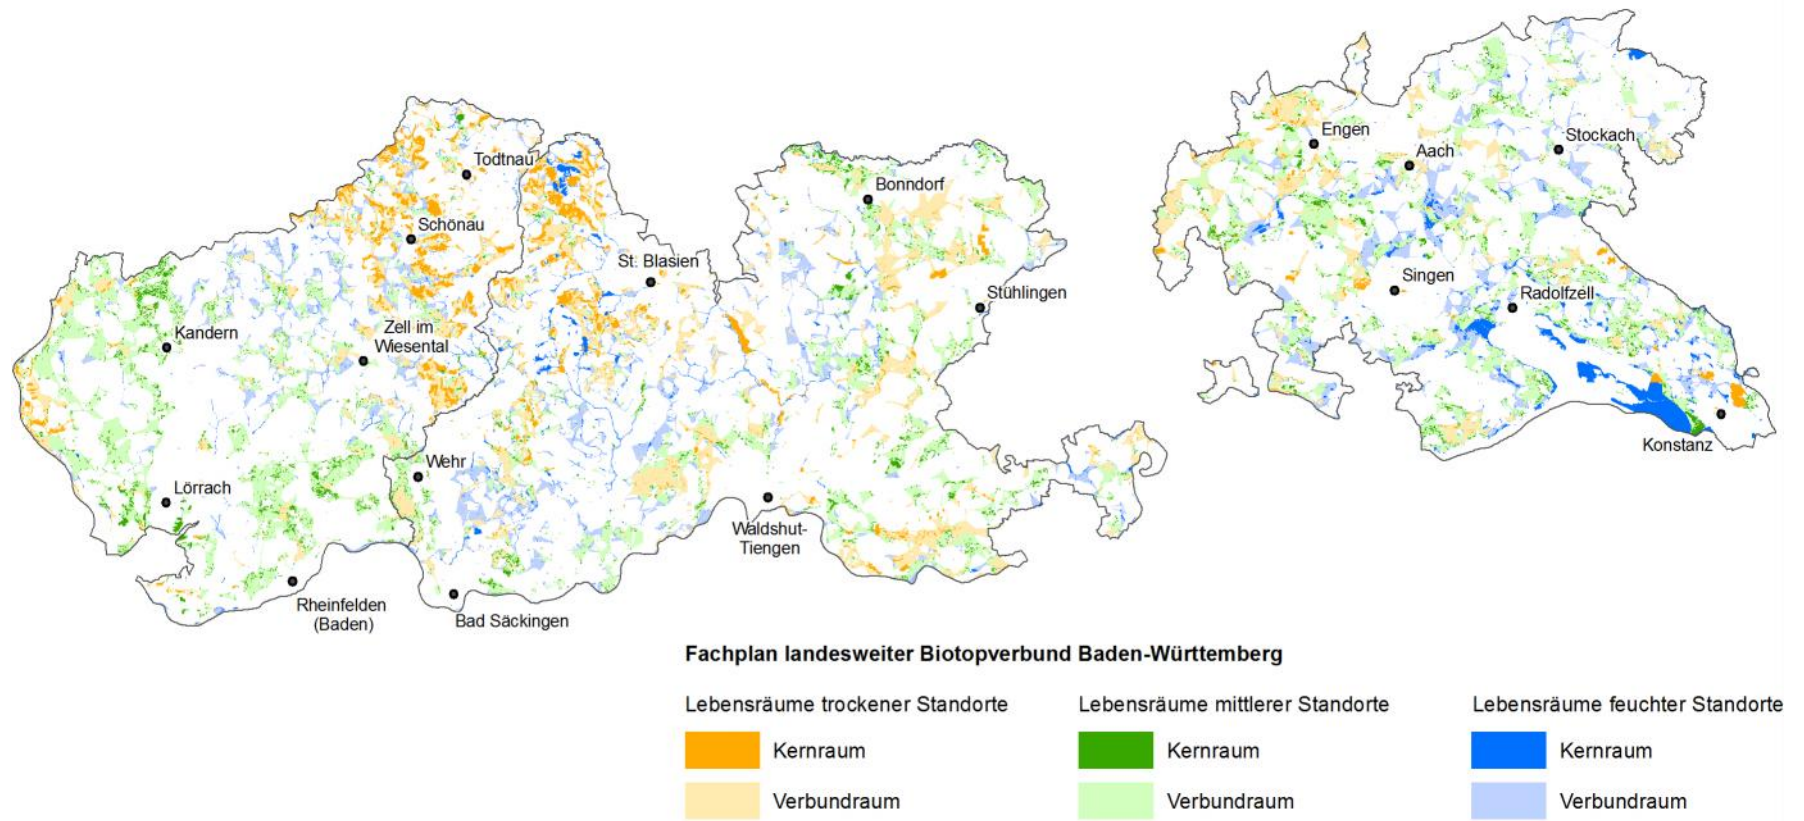 Engen
Stockach
Aach
Todtnau
Bonndorf
Schönau
St. Blasien
Singen
Stühlingen
Radolfzell
Kandern
Zell im
Wiesental
Konstanz
Wehr
Lörrach
Waldshut-
Tiengen
Rheinfelden
(Baden)
Bad Säckingen
Fachplan landesweiter Biotopverbund Baden-Württemberg
Lebensräume trockener Standorte
Kernraum
Verbundraum
Lebensräume mittlerer Standorte
Kernraum
Verbundraum
Lebensräume feuchter Standorte
Kernraum
Verbundraum